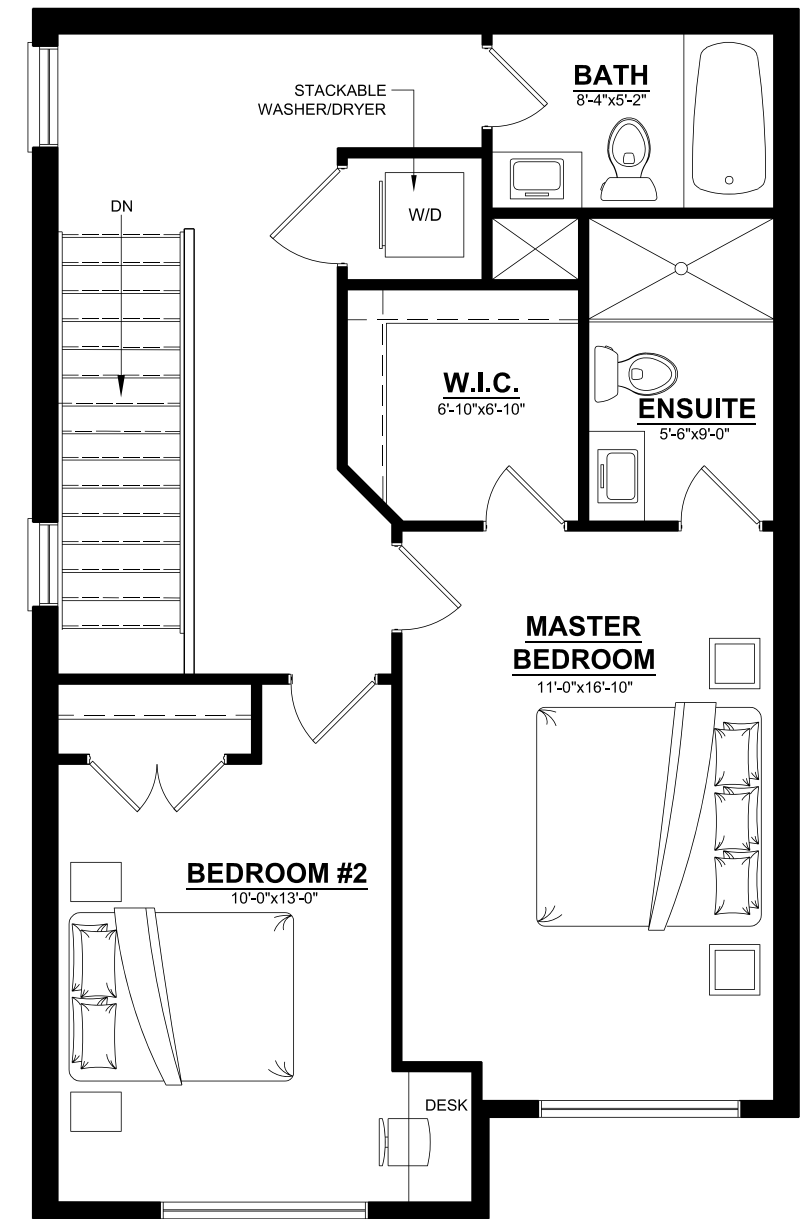 BATH
8'-4"x5'-2"
STACKABLE
WASHER/DRYER
DN
W/D
W.I.C.
6'-10"x6'-10"
ENSUITE
5'-6"x9'-0"
MASTER
BEDROOM
11'-0"x16'-10"
BEDROOM #2
10'-0"x13'-0"
DESK